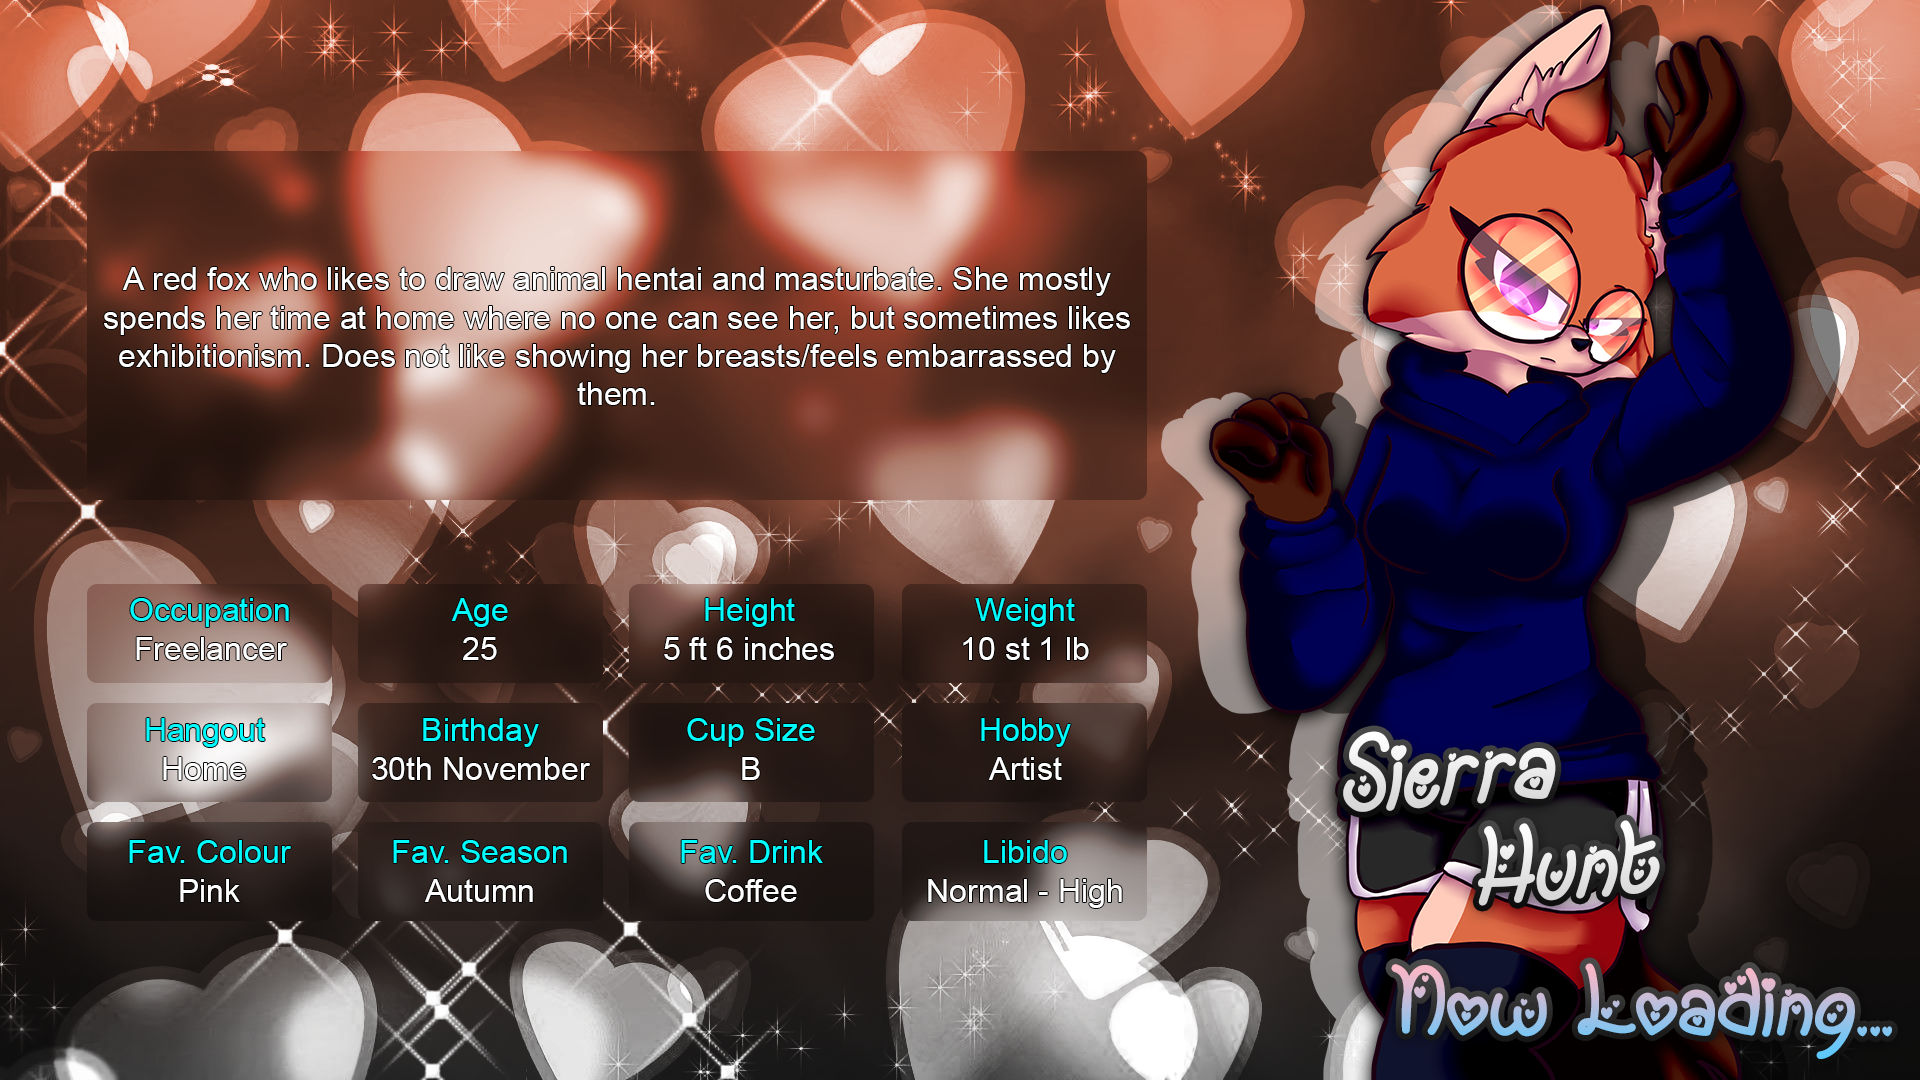 A red fox who likes to draw animal hentai and masturbate. She mostly
spends her time at home where no one can see her, but sometimes likes
exhibitionism. Does not like showing her breasts/feels embarrassed by
them.
Occupation
Freelancer
Age
25
Height
5 ft 6 inches
Weight
10 st 1 lb
Hangout
Home
Birthday
30th November
Cup Size
B
Hobby
Artist
Fav. Colour
Pink
Fav. Season
Autumn
Fav. Drink
Coffee
Libido
Normal - High
Sierra
Hunt
Now Loading...